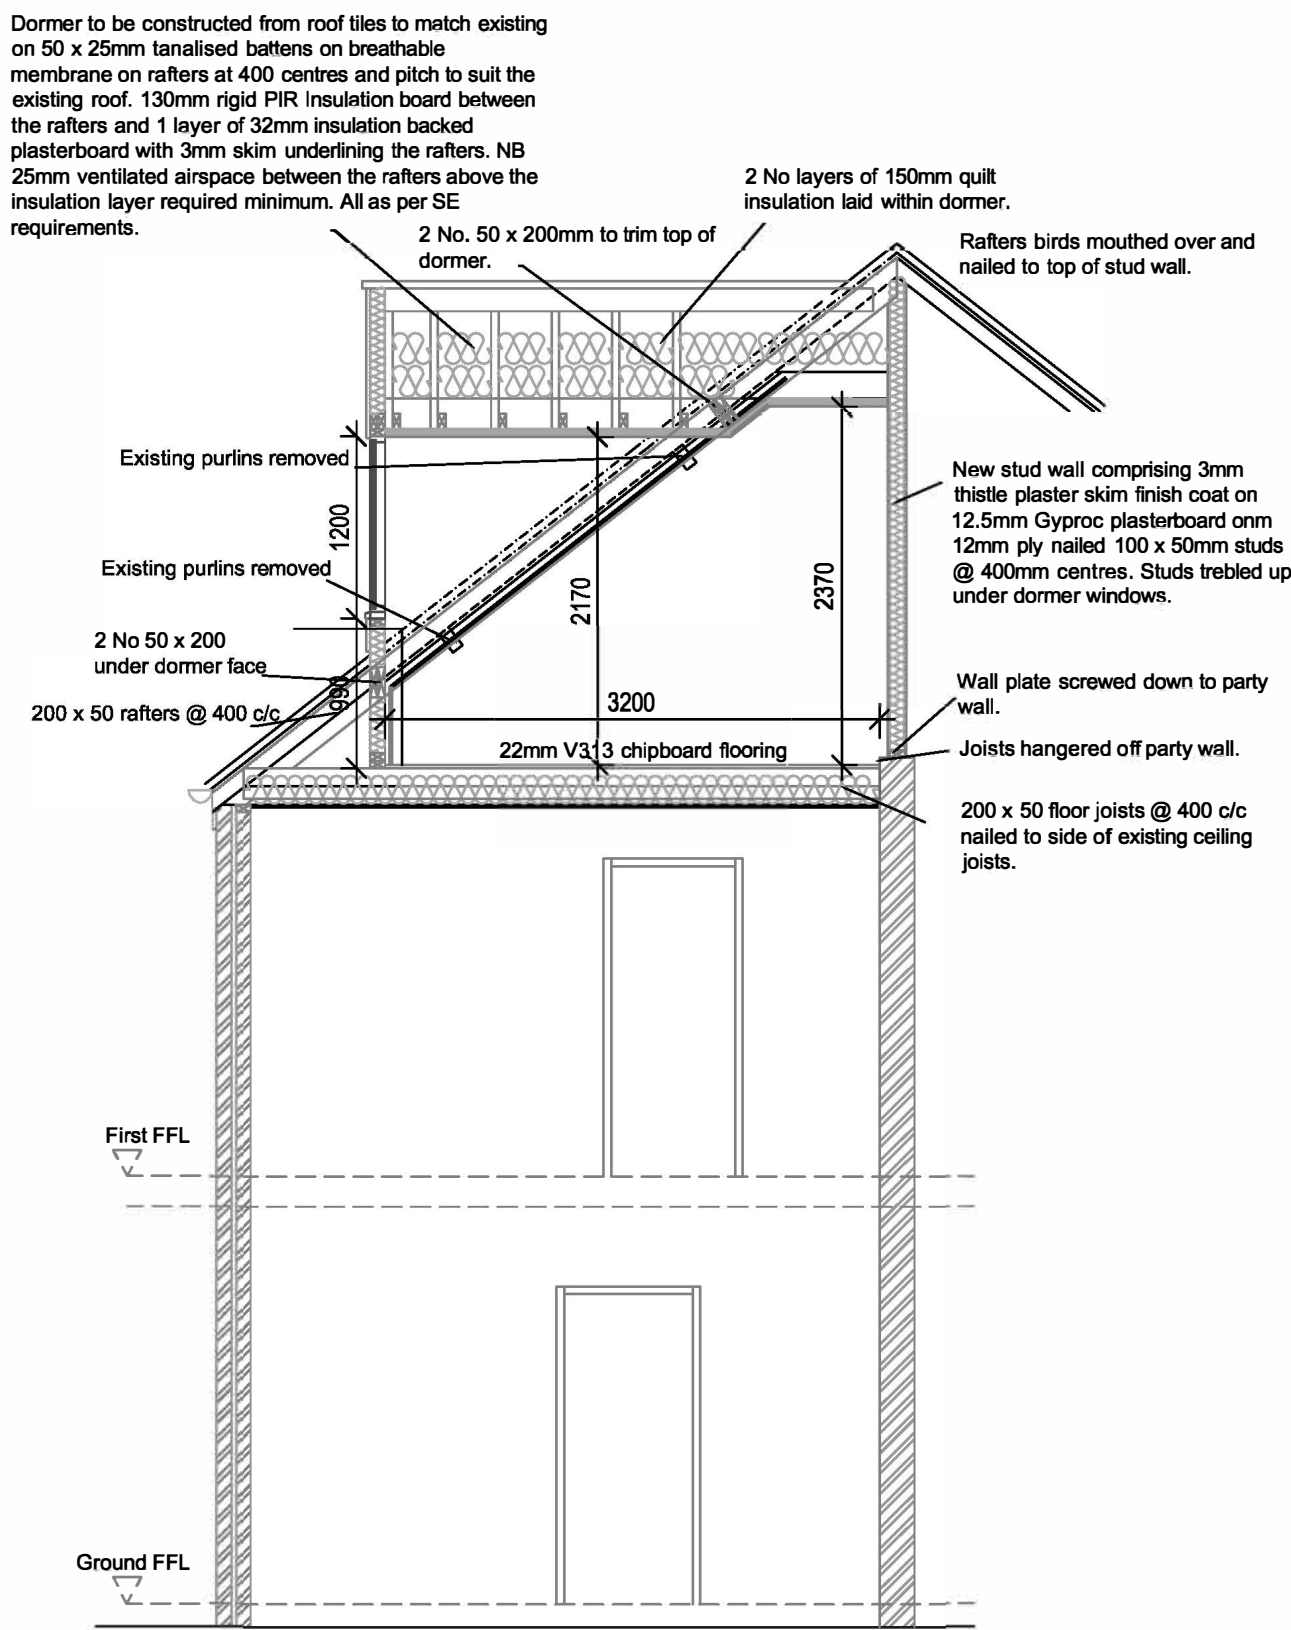 Dormer to be constructed from roof tiles to match existing
on 50 x 25mm tanalised battens on breathable
membrane on rafters at 400 centres and pitch to suit the
existing roof. 130mm rigid PIR Insulation board between
the rafters and 1 layer of 32mm insulation backed
plasterboard with 3mm skim underlining the rafters. NB
25mm ventilated airspace between the rafters above the
insulation layer required minimum. All as per SE
requirements.
2 No. 50 x 200mm to trim top of
dormer.
2 No layers of 150mm quilt
insulation laid within dormer.
Rafters birds mouthed over and
nailed to top of stud wall.
Existing purlins removed
1200
Existing purlins removed
2170
2370
New stud wall comprising 3mm
thistle plaster skim finish coat on
12.5mm Gyproc plasterboard onm
12mm ply nailed 100 x 50mm studs
@ 400mm centres. Studs trebled up
under dormer windows.
2 No 50 x 200
under dormer face
990
200 x 50 rafters @ 400 c/c
3200
22mm V313 chipboard flooring
Wall plate screwed down to party
wall.
Joists hangered off party wall.
200 x 50 floor joists @ 400 c/c
nailed to side of existing ceiling
joists.
First FFL
Ground FFL